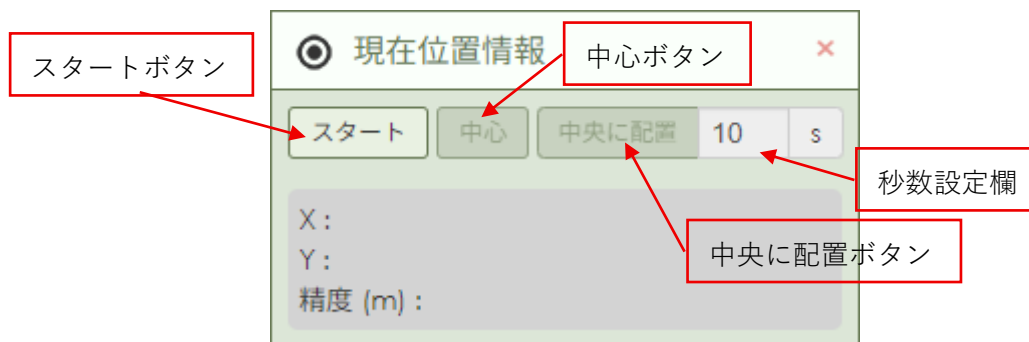 現在位置情報
×
スタートボタン
中心ボタン
スタート
中心
中央に配置
10
s
秒数設定欄
X :
Y :
精度 (m) :
中央に配置ボタン